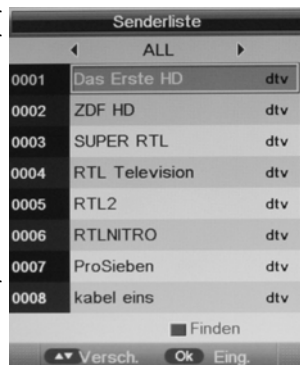 Senderliste
ALL
0001 Das Erste HD dtv
0002 ZDF HD dtv
0003 SUPER RTL dtv
0004 RTL Television dtv
0005 RTL2 dtv
0006 RTLNITRO dtv
0007 ProSieben dtv
0008 kabel eins dtv
Finden
Versch. Ok Eing.